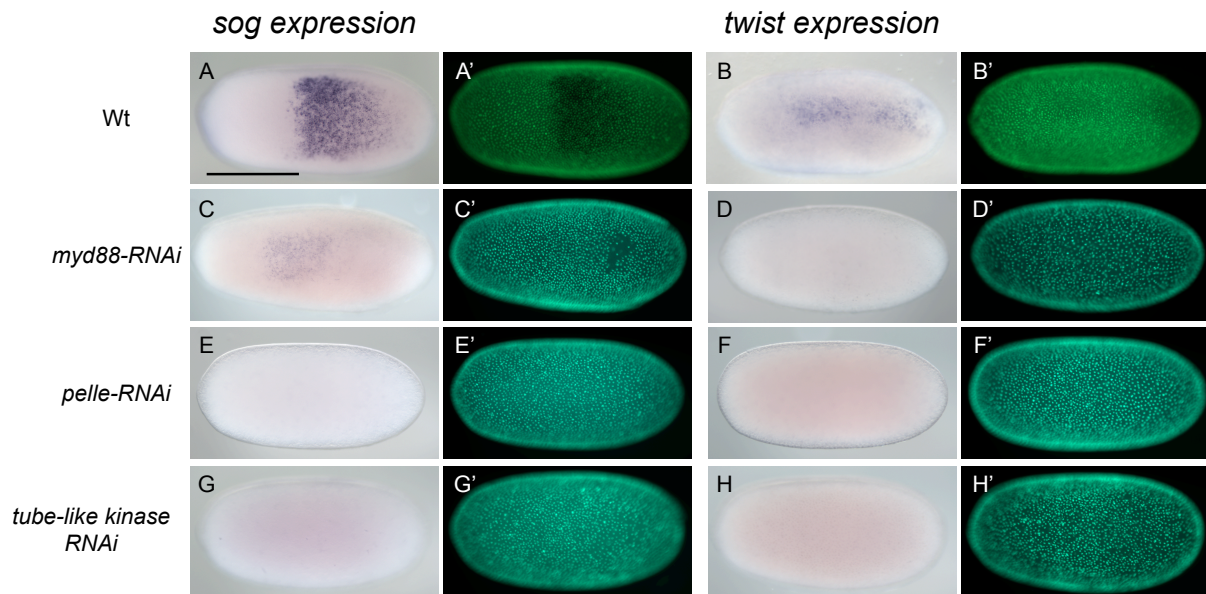 sog expression twist expression
Wt A A’ B B’
myd88-RNAi C C’ D D’
pelle-RNAi E E’ F F’
tube-like kinase
RNAi G G’ H H’